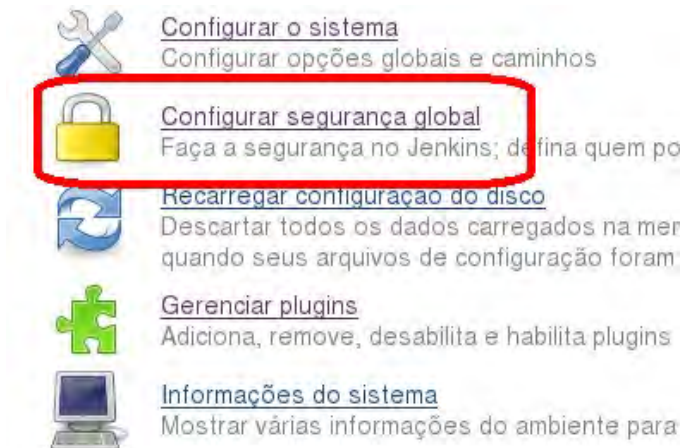 Configurar o sistema
Configurar opções globais e caminhos
Configurar segurança global
Faça a segurança no Jenkins; defina quem po
Recarregar configuração do disco
Descartar todos os dados carregados na mer
quando seus arquivos de configuração foram
Gerenciar plugins
Adiciona, remove, desabilita e habilita plugins
Informações do sistema
Mostrar várias informações do ambiente para